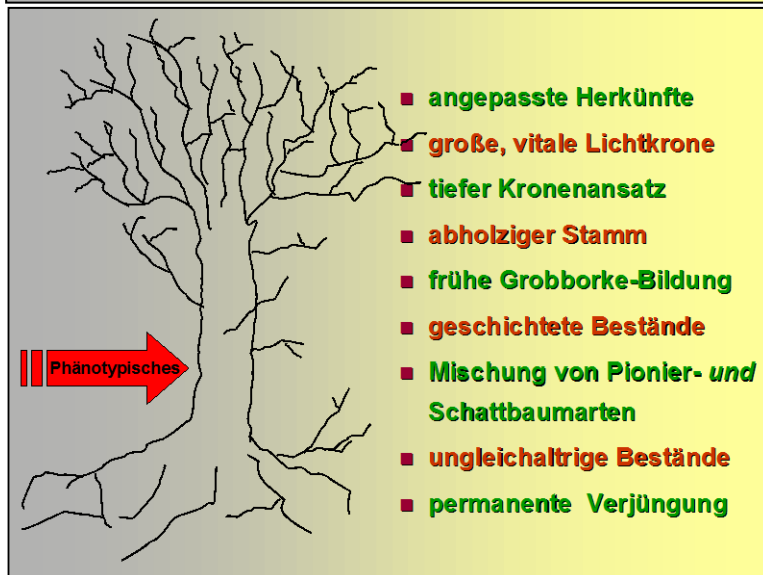 angepasste Herkünfte
große, vitale Lichtkrone
tiefer Kronenansatz
abholziger Stamm
frühe Grobborke-Bildung
geschichtete Bestände
Phänotypisches
Mischung von Pionier- und
Schattbaumarten
ungleichaltrige Bestände
permanente Verjüngung